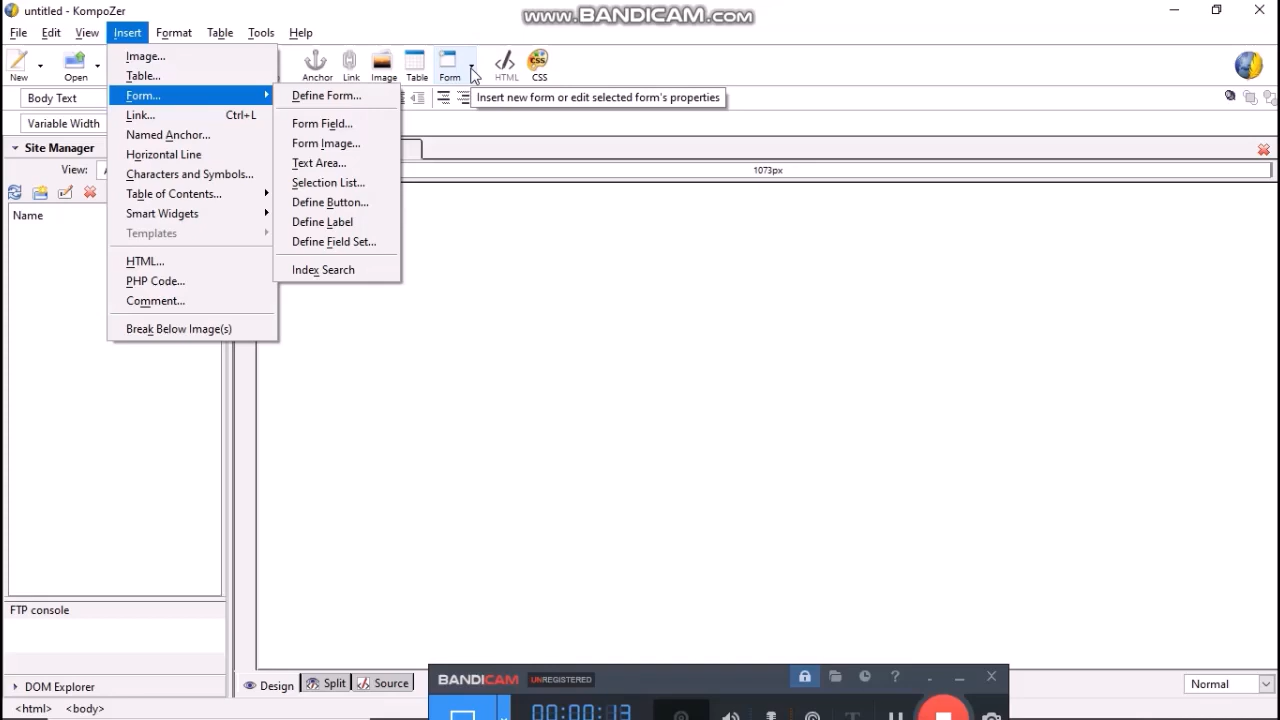 untitled - KompoZer
www.BANDICAM.com
File Edit View Insert Format Table Tools Help
New Open Anchor Link Image Table Form HTML CSS
Body Text
Variable Width
Image...
Table...
Form...
Link... Ctrl+L
Named Anchor...
Horizontal Line
Characters and Symbols...
Table of Contents...
Smart Widgets
Templates
HTML...
PHP Code...
Comment...
Break Below Image(s)
Define Form...
Form Field...
Form Image...
Text Area...
Selection List...
Define Button...
Define Label
Define Field Set...
Index Search
Insert new form or edit selected form's properties
Site Manager
View:
Name
1073px
FTP console
DOM Explorer
Design Split Source
Normal
<html> <body>
BANDICAM UNREGISTERED
00:00:13